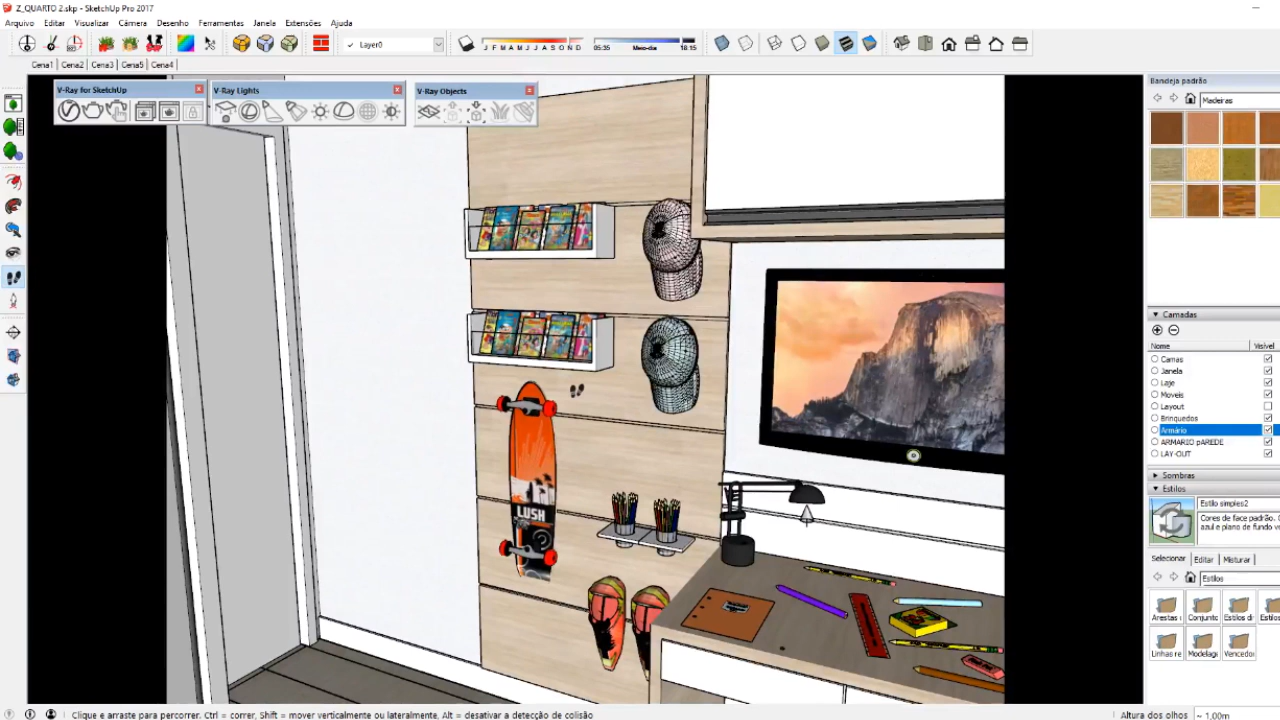 Z_QUARTO 2.skp - SketchUp Pro 2017
Arquivo Editar Visualizar Câmera Desenho Ferramentas Janela Extensões Ajuda
Layer0
J F M A M J J A S O N D
05:35 Meio-dia 18:15
Cena1 Cena2 Cena3 Cena5 Cena4
V-Ray for SketchUp
V-Ray Lights
V-Ray Objects
LUSH
Bandeja padrão
Madeiras
Camadas
Nome Visível
Camas
Janela
Laje
Moveis
Layout
Brinquedos
Armário
ARMARIO pAREDE
LAY-OUT
Sombras
Estilos
Estilo simples2
Cores de face padrão.
azul e plano de fundo
Selecionar Editar Misturar
Estilos
Arestas Conjunto Estilos
Linhas Modelag Vencedo
Clique e arraste para percorrer. Ctrl = correr, Shift = mover verticalmente ou lateralmente, Alt = desativar a detecção de colisão
Altura dos olhos ~ 1,00m